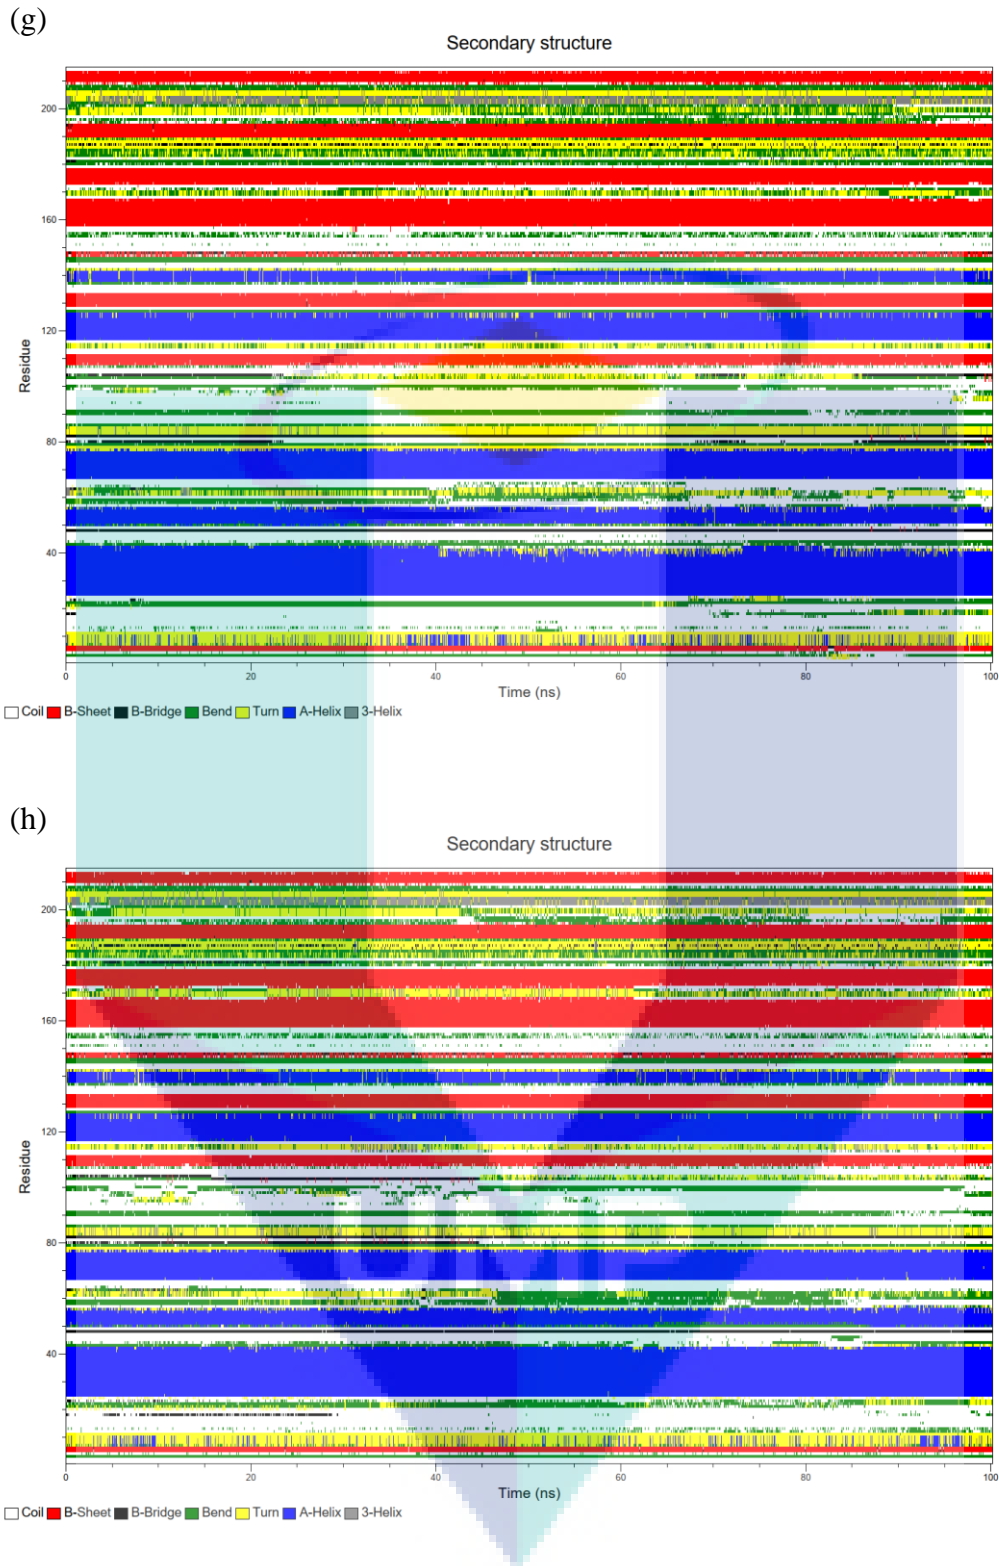 (g)
Secondary structure
200
160
120
80
40
Residue
0 20 40 60 80 100
Time (ns)
Coil B-Sheet B-Bridge Bend Turn A-Helix 3-Helix
(h)
Secondary structure
200
160
120
80
40
Residue
0 20 40 60 80 100
Time (ns)
Coil B-Sheet B-Bridge Bend Turn A-Helix 3-Helix
UMP